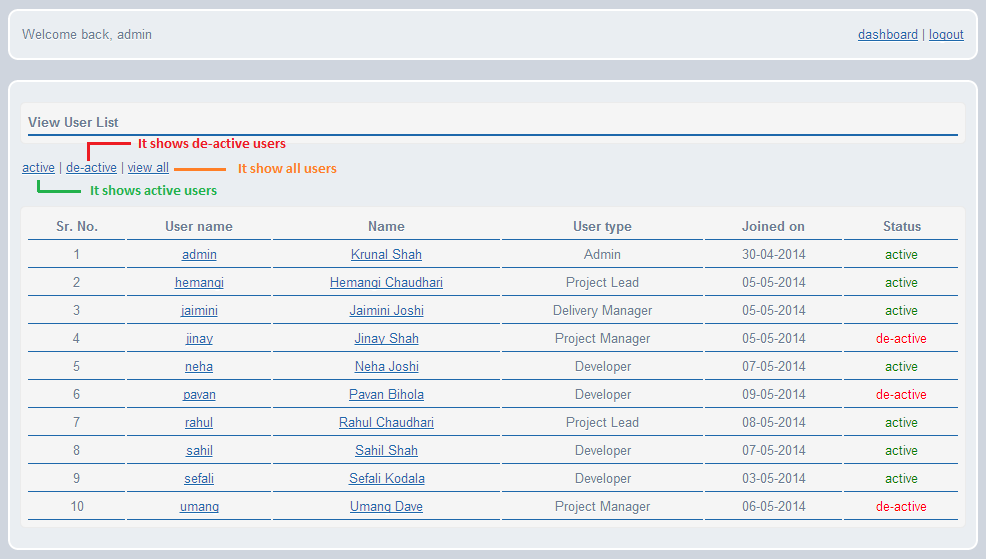 Welcome back, admin dashboard | logout
View User List
It shows de-active users
active | de-active | view all It show all users
It shows active users
Sr. No. User name Name User type Joined on Status
1 admin Krunal Shah Admin 30-04-2014 active
2 hemangi Hemangi Chaudhari Project Lead 05-05-2014 active
3 jaimini Jaimini Joshi Delivery Manager 05-05-2014 active
4 jinay Jinay Shah Project Manager 05-05-2014 de-active
5 neha Neha Joshi Developer 07-05-2014 active
6 pavan Pavan Bihola Developer 09-05-2014 de-active
7 rahul Rahul Chaudhari Project Lead 08-05-2014 active
8 sahil Sahil Shah Developer 07-05-2014 active
9 sefali Sefali Kodala Developer 03-05-2014 active
10 umang Umang Dave Project Manager 06-05-2014 de-active